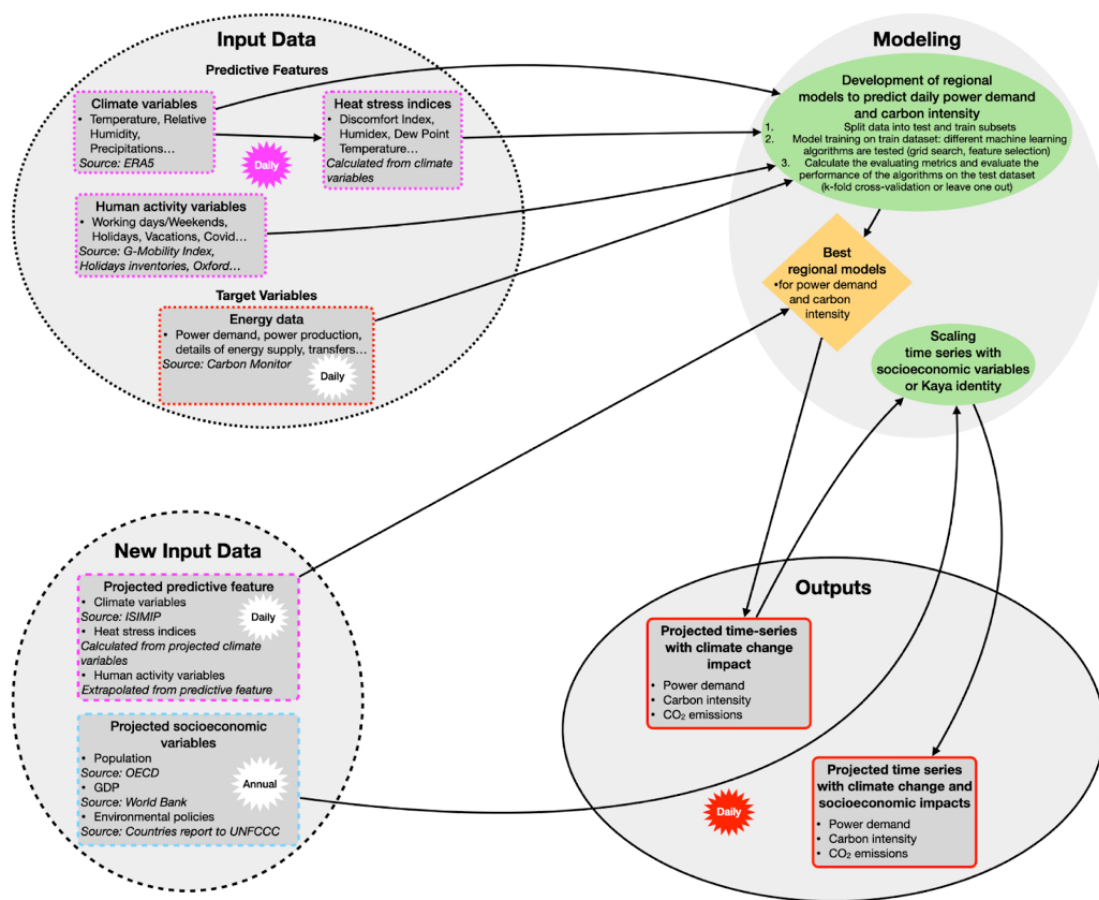 Input Data
Predictive Features
Climate variables
• Temperature, Relative
Humidity,
Precipitations...
Source: ERA5
Daily
Heat stress indices
• Discomfort Index,
Humidex, Dew Point
Temperature...
Calculated from climate
variables
Human activity variables
• Working days/Weekends,
Holidays, Vacations, Covid...
Source: G-Mobility Index,
Holidays inventories, Oxford...
Target Variables
Energy data
• Power demand, power production,
details of energy supply, transfers...
Source: Carbon Monitor
Daily
Modeling
Development of regional
models to predict daily power demand
and carbon intensity
1. Split data into test and train subsets
2. Model training on train dataset: different machine learning
algorithms are tested (grid search, feature selection)
3. Calculate the evaluating metrics and evaluate the
performance of the algorithms on the test dataset
(k-fold cross-validation or leave one out)
Best
regional models
•for power demand
and carbon
intensity
Scaling
time series with
socioeconomic variables
or Kaya identity
New Input Data
Projected predictive feature
• Climate variables
Source: ISIMIP
• Heat stress indices
Calculated from projected climate
variables
• Human activity variables
Extrapolated from predictive feature
Daily
Projected socioeconomic
variables
• Population
Source: OECD
• GDP
Source: World Bank
• Environmental policies
Source: Countries report to UNFCCC
Annual
Outputs
Projected time-series
with climate change
impact
• Power demand
• Carbon intensity
• CO₂ emissions
Daily
Projected time series
with climate change and
socioeconomic impacts
• Power demand
• Carbon intensity
• CO₂ emissions